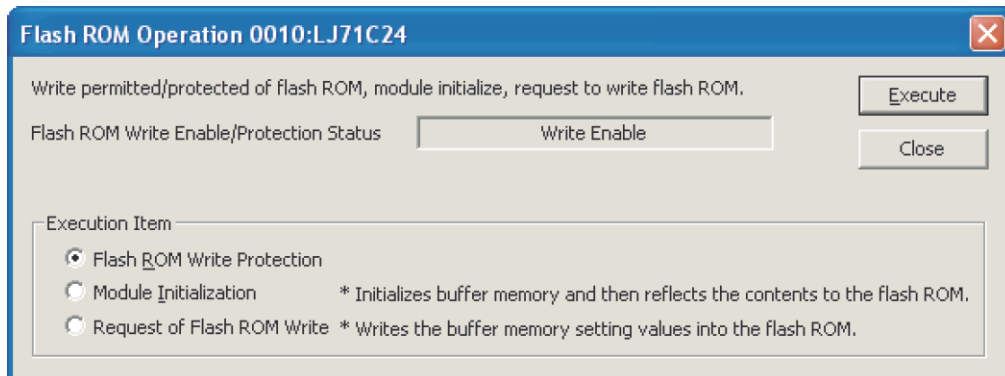 Flash ROM Operation 0010:LJ71C24
Write permitted/protected of flash ROM, module initialize, request to write flash ROM.
Execute
Flash ROM Write Enable/Protection Status Write Enable
Close
Execution Item
Flash ROM Write Protection
Module Initialization * Initializes buffer memory and then reflects the contents to the flash ROM.
Request of Flash ROM Write * Writes the buffer memory setting values into the flash ROM.